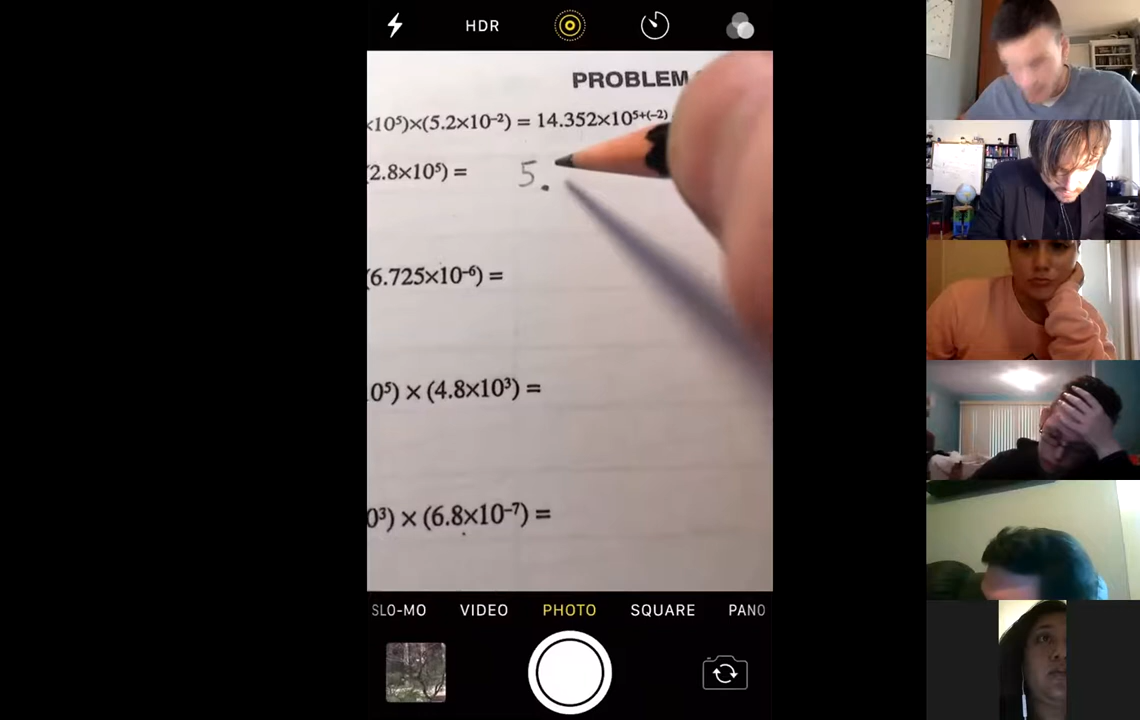 HDR
PROBLEM
×10⁵)×(5.2×10⁻²) = 14.352×10⁵⁺⁽⁻²⁾
(2.8×10⁵) = 5.
(6.725×10⁻⁶) =
0⁵) × (4.8×10³) =
0³) × (6.8×10⁻⁷) =
SLO-MO VIDEO PHOTO SQUARE PANO